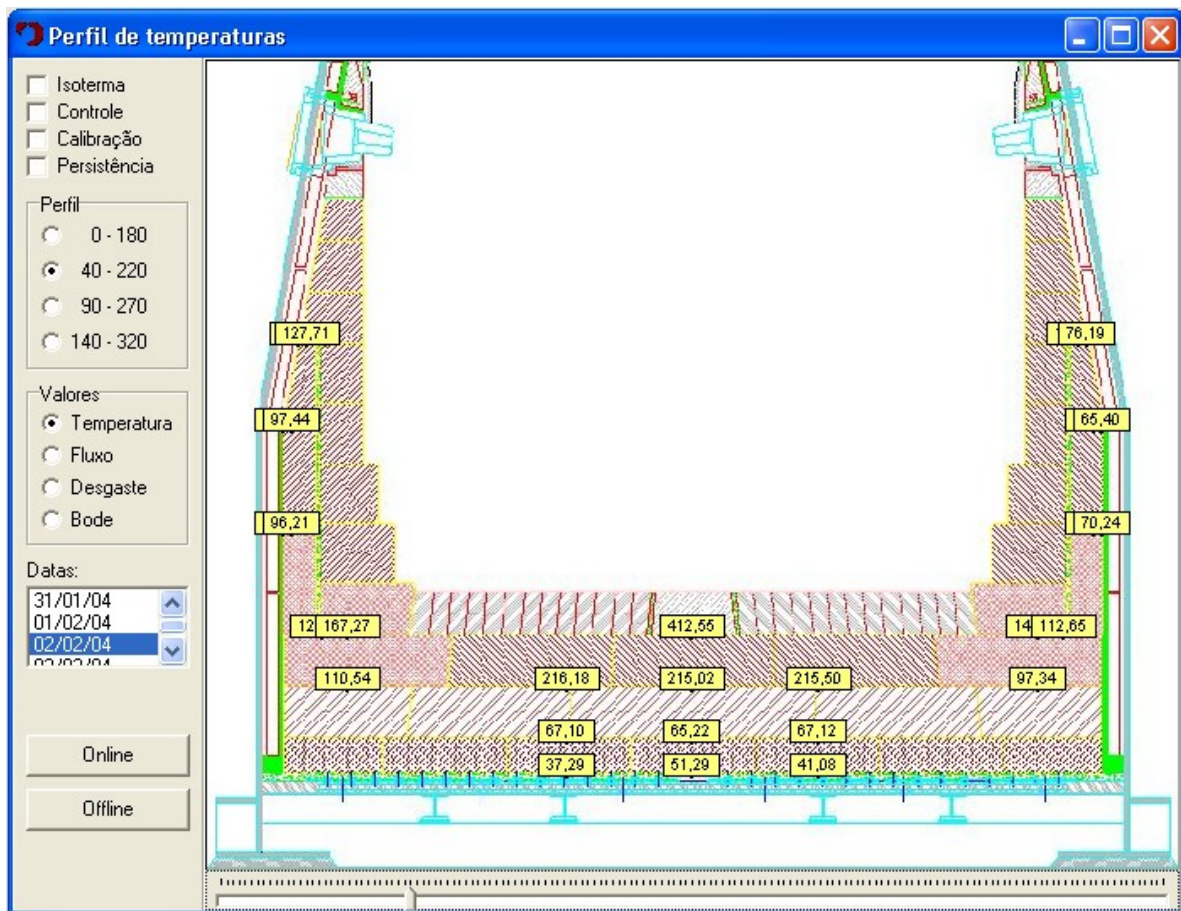 Perfil de temperaturas
Isoterma
Controle
Calibração
Persistência
Perfil
0 - 180
40 - 220
90 - 270
140 - 320
Valores
Temperatura
Fluxo
Desgaste
Bode
Datas:
31/01/04
01/02/04
02/02/04
Online
Offline
127,71 76,19
97,44 65,40
96,21 70,24
12 167,27 412,55 14 112,65
110,54 216,18 215,02 215,50 97,34
67,10 65,22 67,12
37,29 51,29 41,08